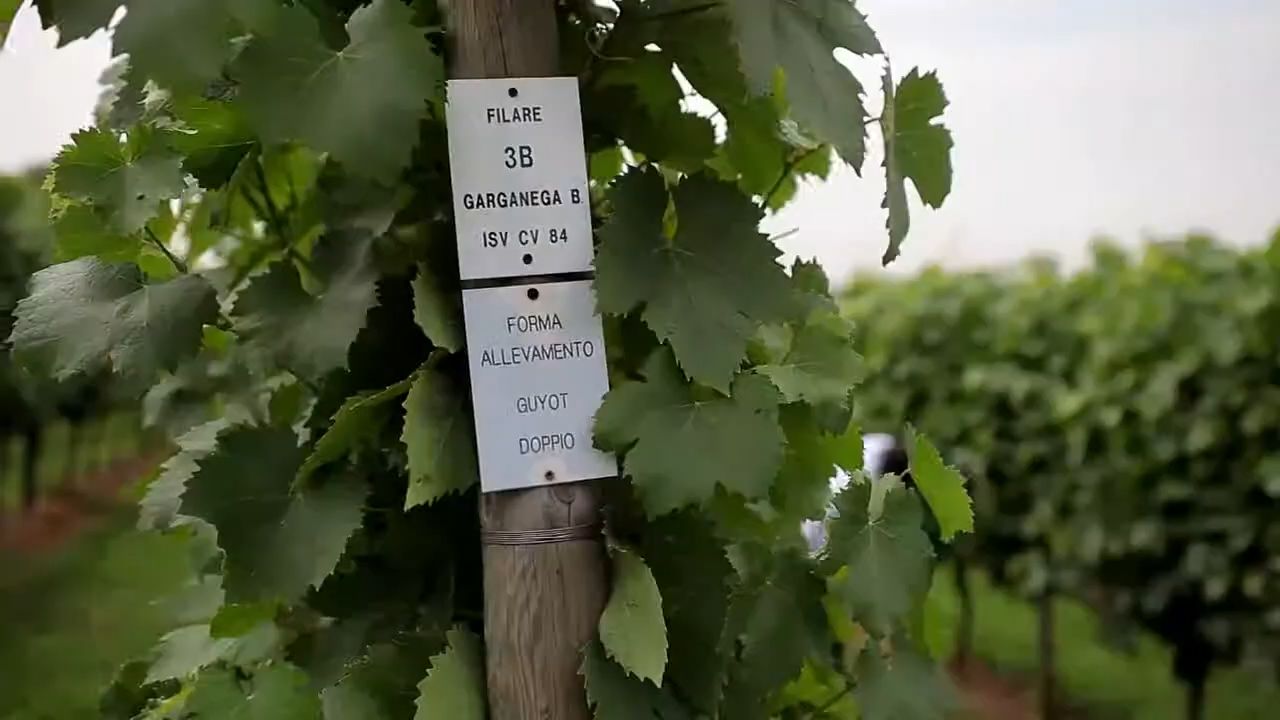 FILARE
3B
GARGANEGA B.
ISV CV 84
FORMA
ALLEVAMENTO
GUYOT
DOPPIO